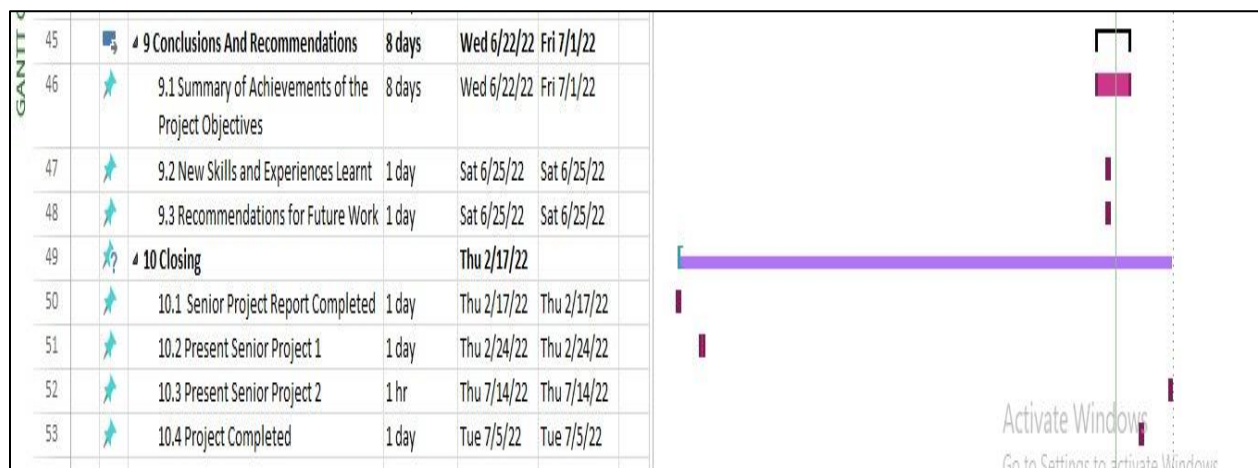 GANTT C
45 9 Conclusions And Recommendations 8 days Wed 6/22/22 Fri 7/1/22
46 9.1 Summary of Achievements of the 8 days Wed 6/22/22 Fri 7/1/22
Project Objectives
47 9.2 New Skills and Experiences Learnt 1 day Sat 6/25/22 Sat 6/25/22
48 9.3 Recommendations for Future Work 1 day Sat 6/25/22 Sat 6/25/22
49 ? 10 Closing Thu 2/17/22
50 10.1 Senior Project Report Completed 1 day Thu 2/17/22 Thu 2/17/22
51 10.2 Present Senior Project 1 1 day Thu 2/24/22 Thu 2/24/22
52 10.3 Present Senior Project 2 1 hr Thu 7/14/22 Thu 7/14/22
53 10.4 Project Completed 1 day Tue 7/5/22 Tue 7/5/22
Activate Windows
Go to Settings to activate Windows